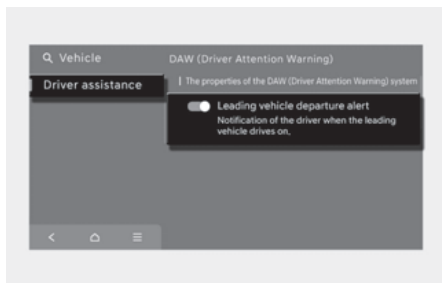 Vehicle
DAW (Driver Attention Warning)
Driver assistance
The properties of the DAW (Driver Attention Warning) system
Leading vehicle departure alert
Notification of the driver when the leading
vehicle drives on.